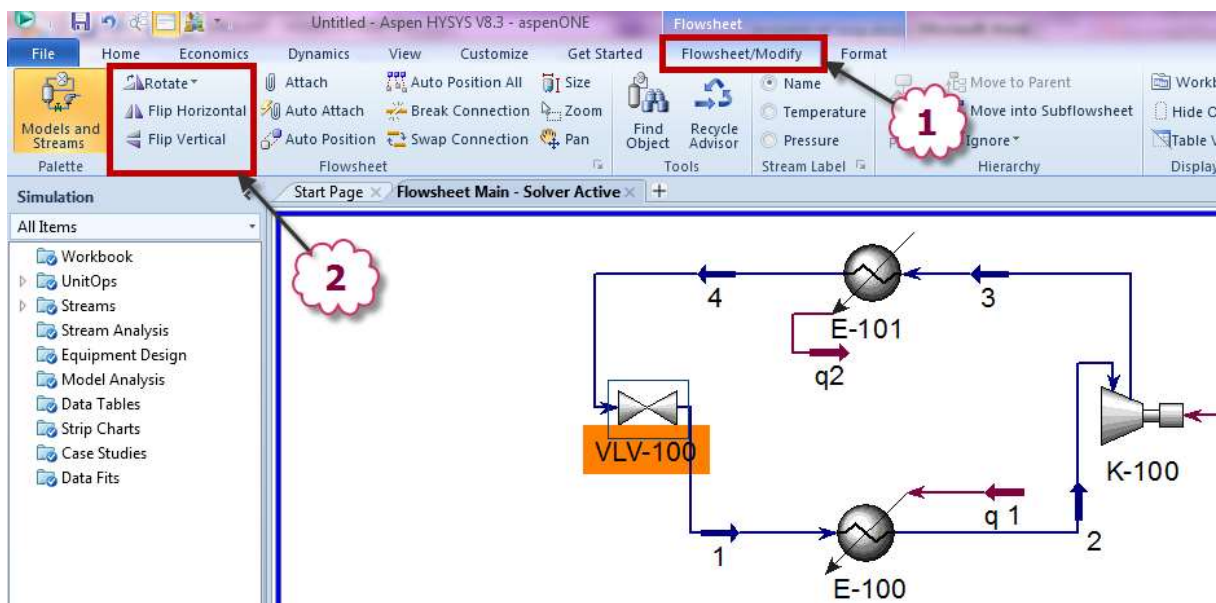 Untitled - Aspen HYSYS V8.3 - aspenONE Flowsheet
File Home Economics Dynamics View Customize Get Started Flowsheet/Modify Format
Rotate Attach Auto Position All Size Name Move to Parent
Flip Horizontal Auto Attach Break Connection Zoom Temperature Move into Subflowsheet Hide
Flip Vertical Auto Position Swap Connection Pan Pressure Ignore Table
Models and Streams
Find Object
Recycle Advisor
Palette Flowsheet Tools Stream Label Hierarchy Display
1
Simulation
Start Page Flowsheet Main - Solver Active
All Items
Workbook
UnitOps
Streams
Stream Analysis
Equipment Design
Model Analysis
Data Tables
Strip Charts
Case Studies
Data Fits
2
4
3
E-101
q2
VLV-100
K-100
q 1
1
2
E-100